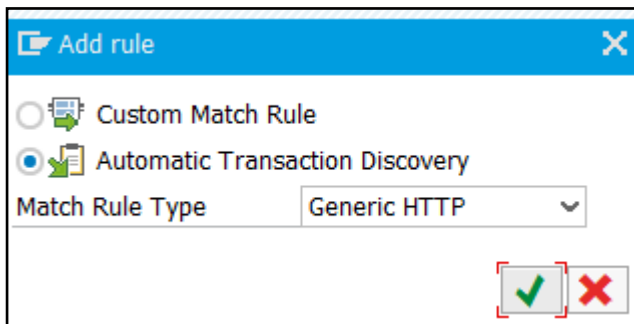 Add rule
Custom Match Rule
Automatic Transaction Discovery
Match Rule Type Generic HTTP